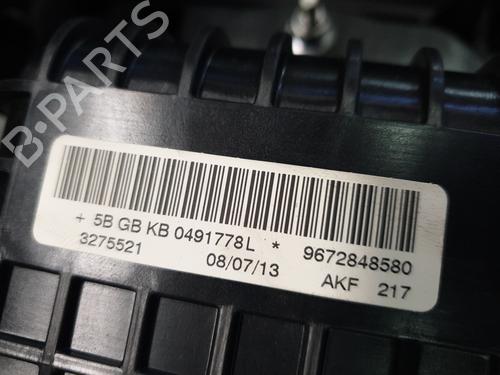 B-PARTS
+ 5B GB KB 0491778L * 9672848580
3275521 08/07/13 AKF 217